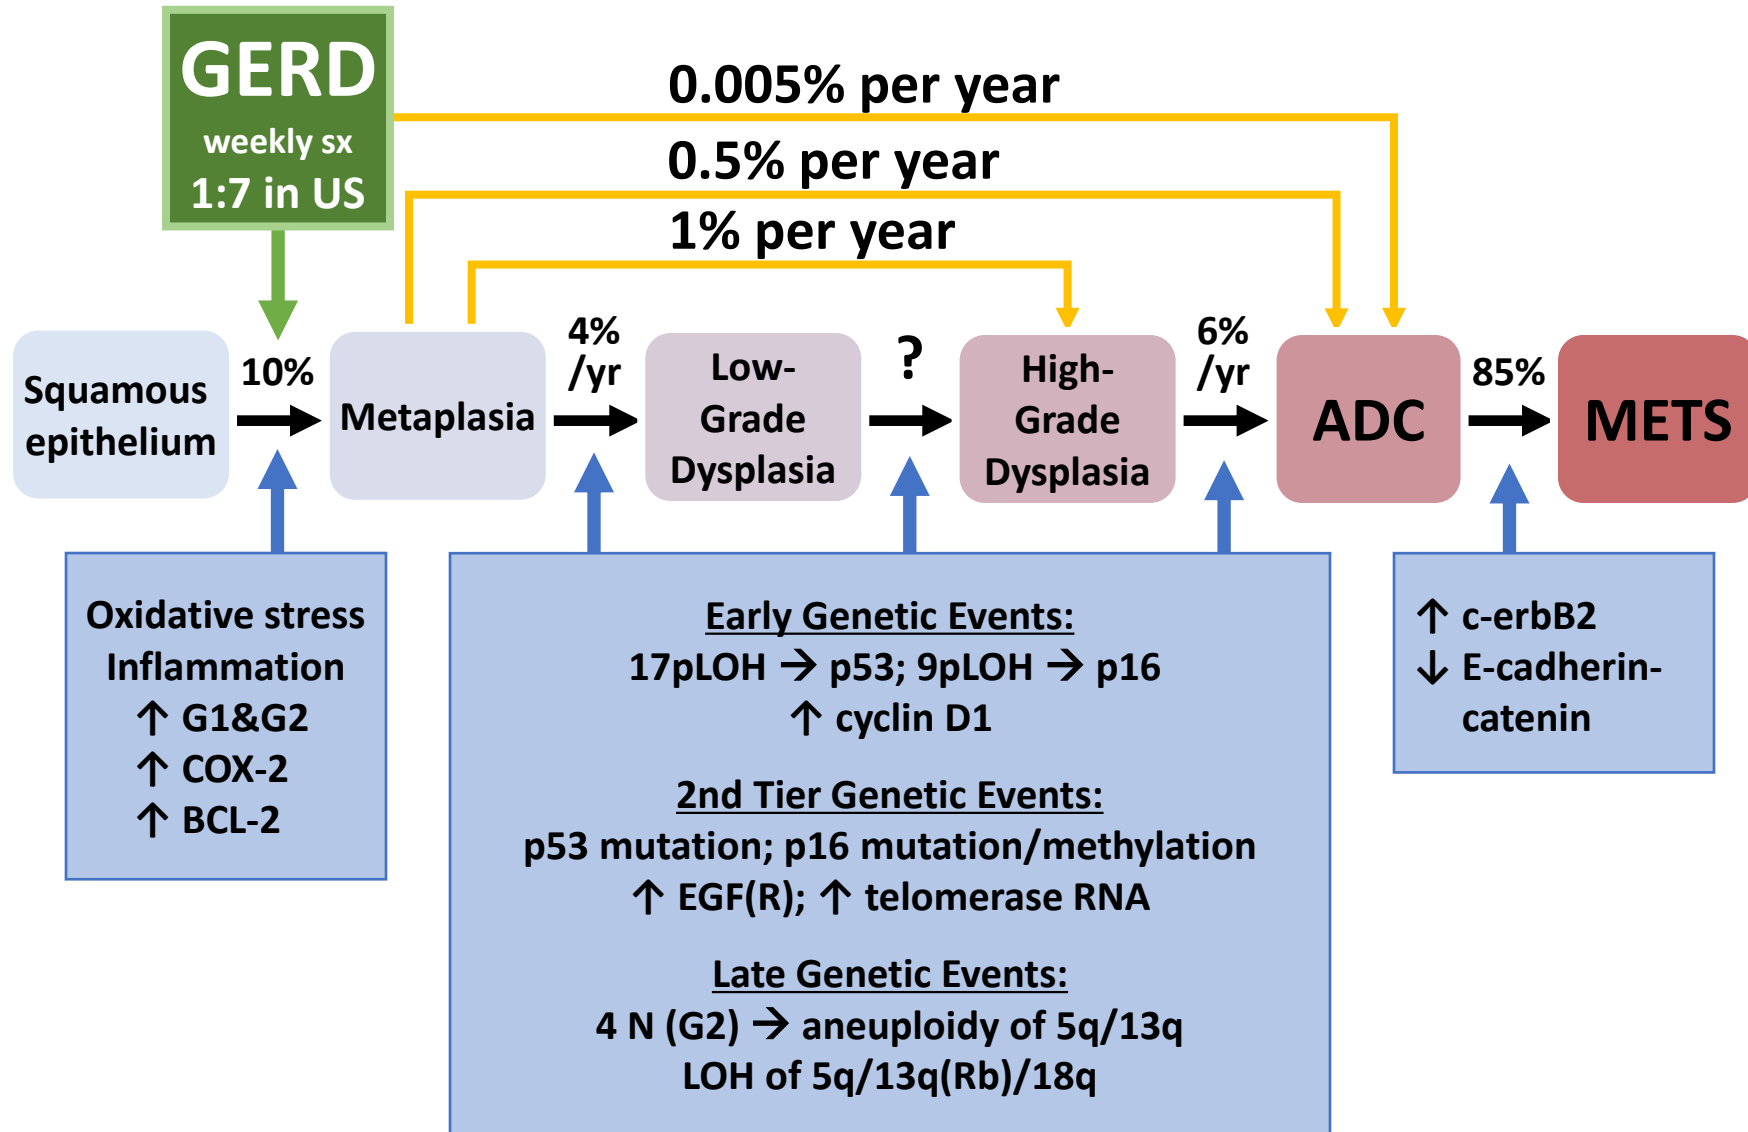 GERD
weekly sx
1:7 in US
0.005% per year
0.5% per year
1% per year
Squamous
epithelium
10%
Metaplasia
4%
/yr
Low-
Grade
Dysplasia
?
High-
Grade
Dysplasia
6%
/yr
ADC
85%
METS
Oxidative stress
Inflammation
↑ G1&G2
↑ COX-2
↑ BCL-2
Early Genetic Events:
17pLOH → p53; 9pLOH → p16
↑ cyclin D1
2nd Tier Genetic Events:
p53 mutation; p16 mutation/methylation
↑ EGF(R); ↑ telomerase RNA
Late Genetic Events:
4 N (G2) → aneuploidy of 5q/13q
LOH of 5q/13q(Rb)/18q
↑ c-erbB2
↓ E-cadherin-
catenin